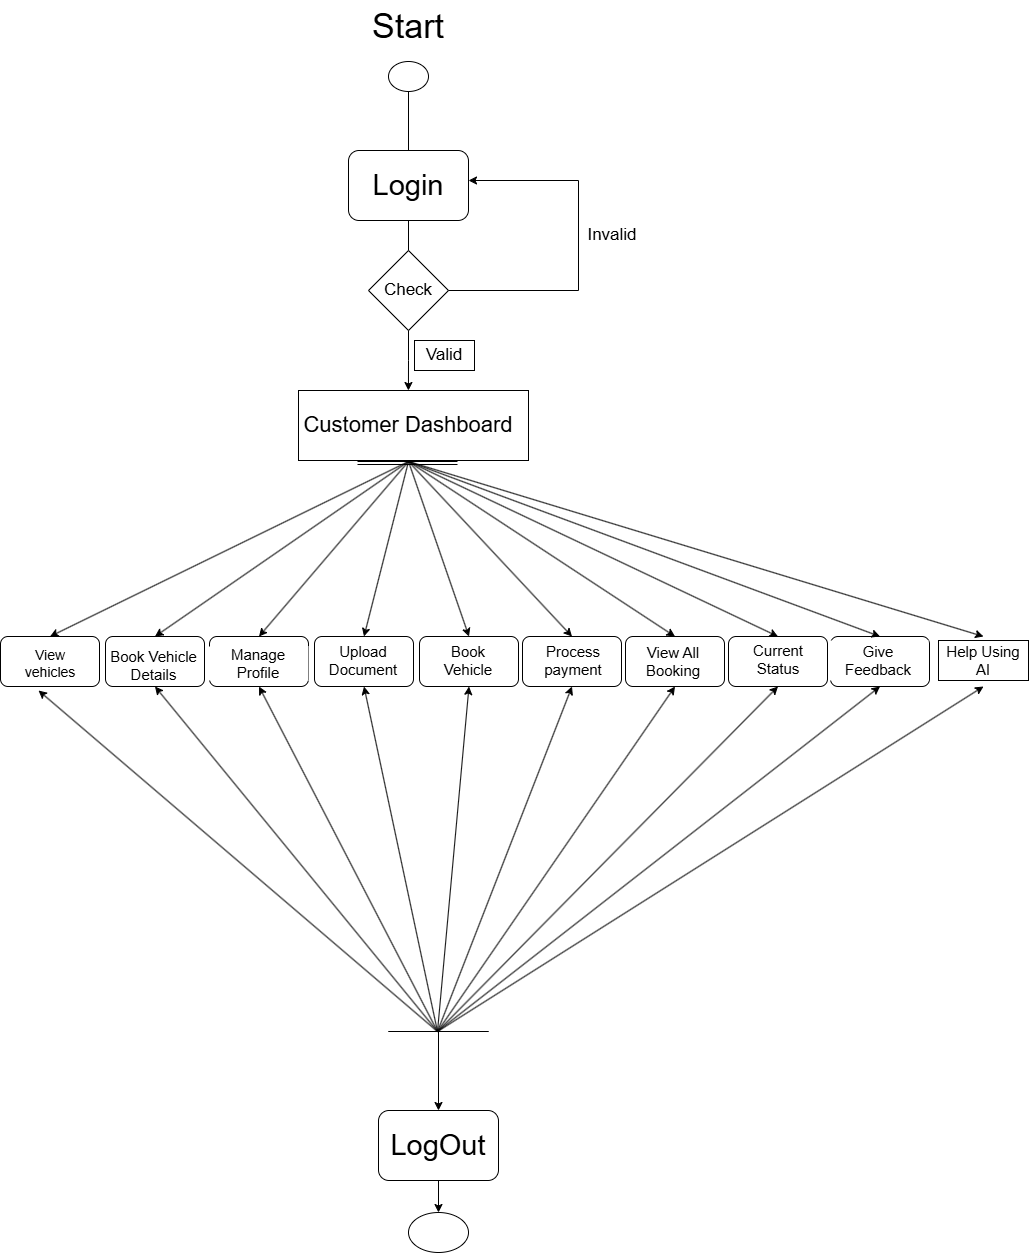 Start
Login
Invalid
Check
Valid
Customer Dashboard
View
vehicles
Book Vehicle
Details
Manage
Profile
Upload
Document
Book
Vehicle
Process
payment
View All
Booking
Current
Status
Give
Feedback
Help Using
AI
LogOut